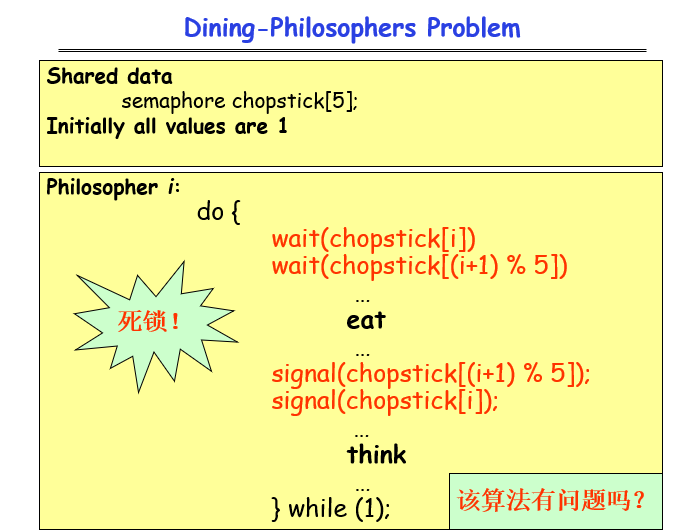 Dining-Philosophers Problem
Shared data
semaphore chopstick[5];
Initially all values are 1
Philosopher i:
do {
wait(chopstick[i])
wait(chopstick[(i+1) % 5])
...
eat
...
signal(chopstick[(i+1) % 5]);
signal(chopstick[i]);
...
think
...
} while (1);
死锁！
该算法有问题吗？